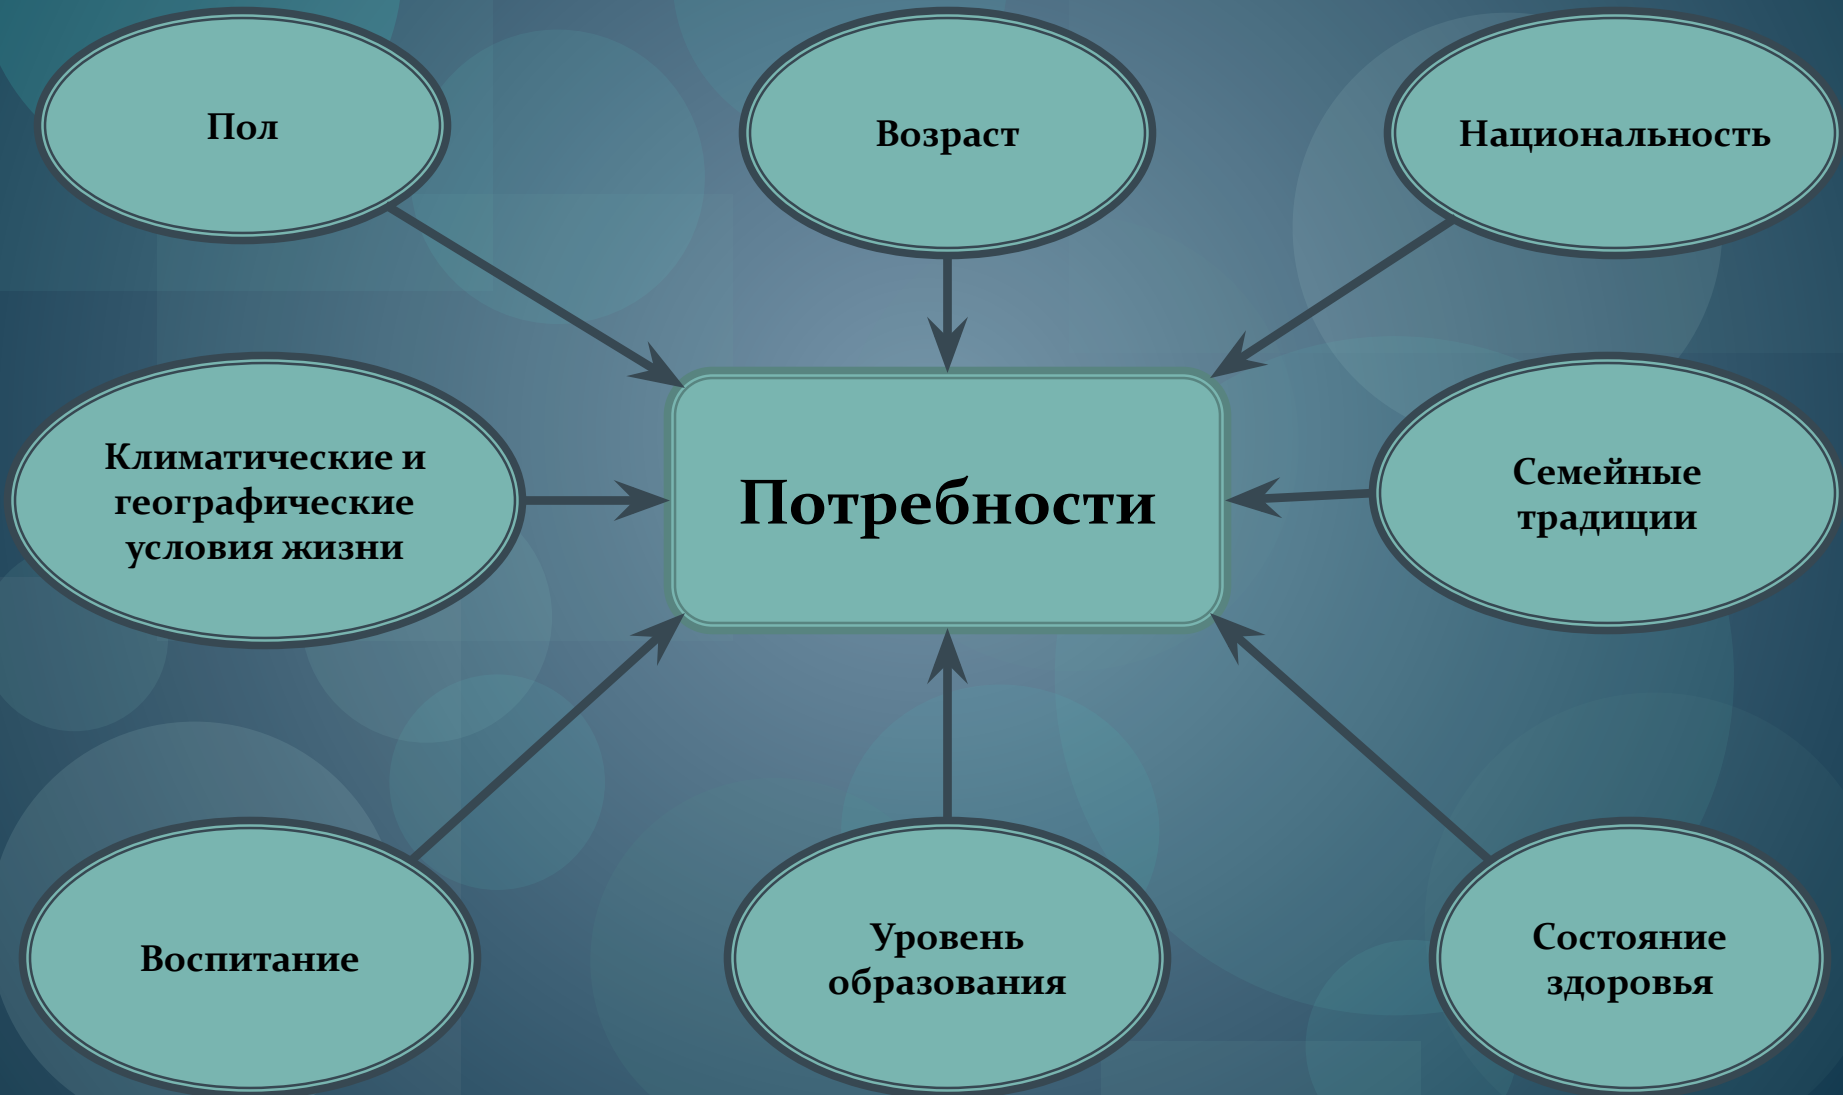 Пол
Возраст
Национальность
Климатические и
географические
условия жизни
Потребности
Семейные
традиции
Воспитание
Уровень
образования
Состояние
здоровья